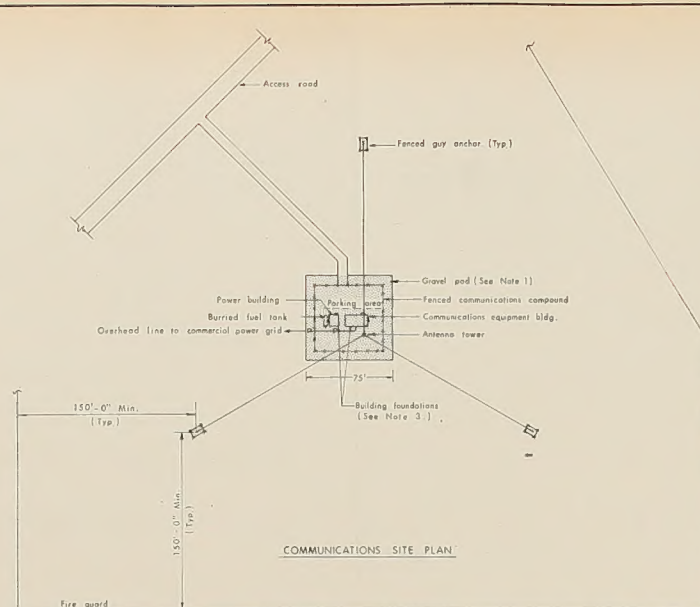 Access road
Fenced guy anchor (Typ.)
Gravel pad (See Note 1)
Power building
Parking area
Fenced communications compound
Burried fuel tank
Communications equipment bldg.
Overhead line to commercial power grid
Antenna tower
75'
Building foundations
(See Note 3.)
150'-0" Min.
(Typ.)
150'-0" Min.
(Typ.)
COMMUNICATIONS SITE PLAN
Fire guard